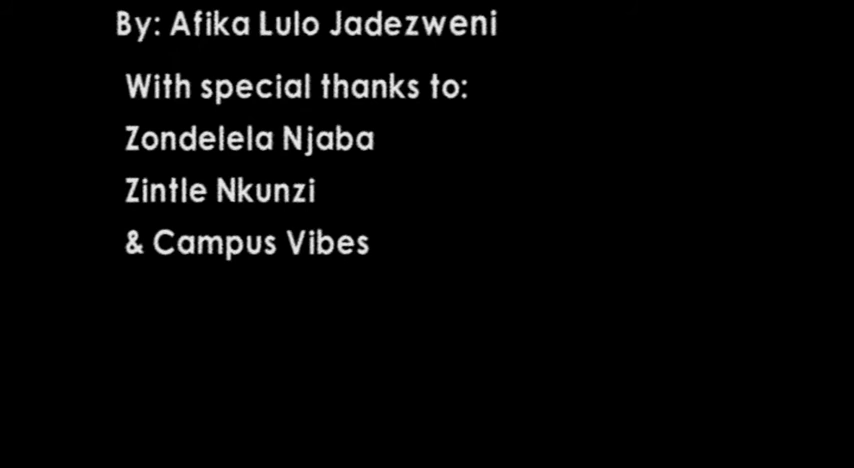 By: Afika Lulo Jadezweni
With special thanks to:
Zondelela Njaba
Zintle Nkunzi
& Campus Vibes